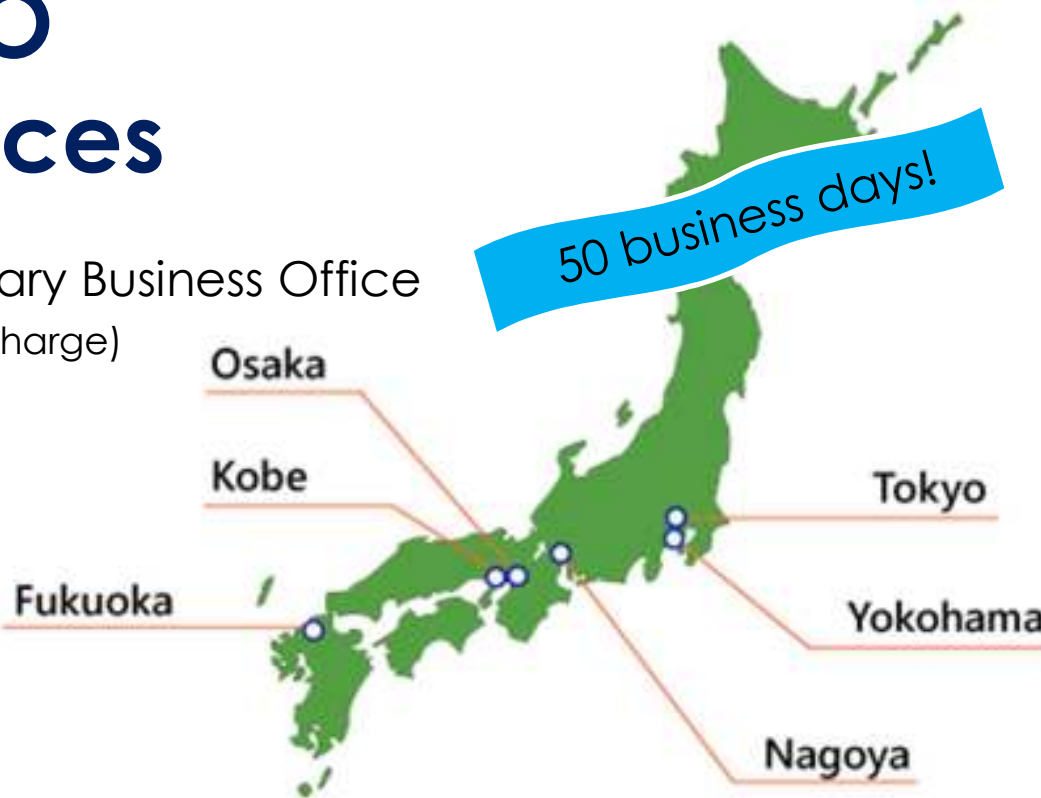 O
ces
50 business days!
ary Business Office
harge)
Osaka
Kobe
Tokyo
Fukuoka
Yokohama
Nagoya